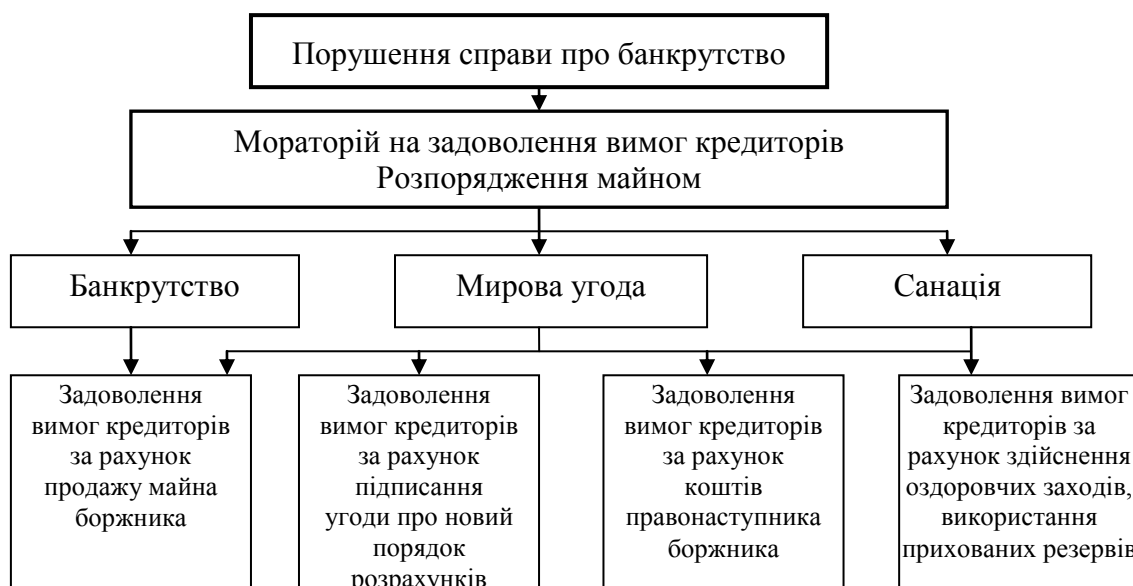 Порушення справи про банкрутство
Мораторій на задоволення вимог кредиторів
Розпорядження майном
Банкрутство
Мирова угода
Санація
Задоволення
вимог кредиторів
за рахунок
продажу майна
боржника
Задоволення
вимог кредиторів
за рахунок
підписання
угоди про новий
порядок
розрахунків
Задоволення
вимог кредиторів
за рахунок
коштів
правонаступника
боржника
Задоволення вимог
кредиторів за
рахунок здійснення
оздоровчих заходів,
використання
прихованих резервів